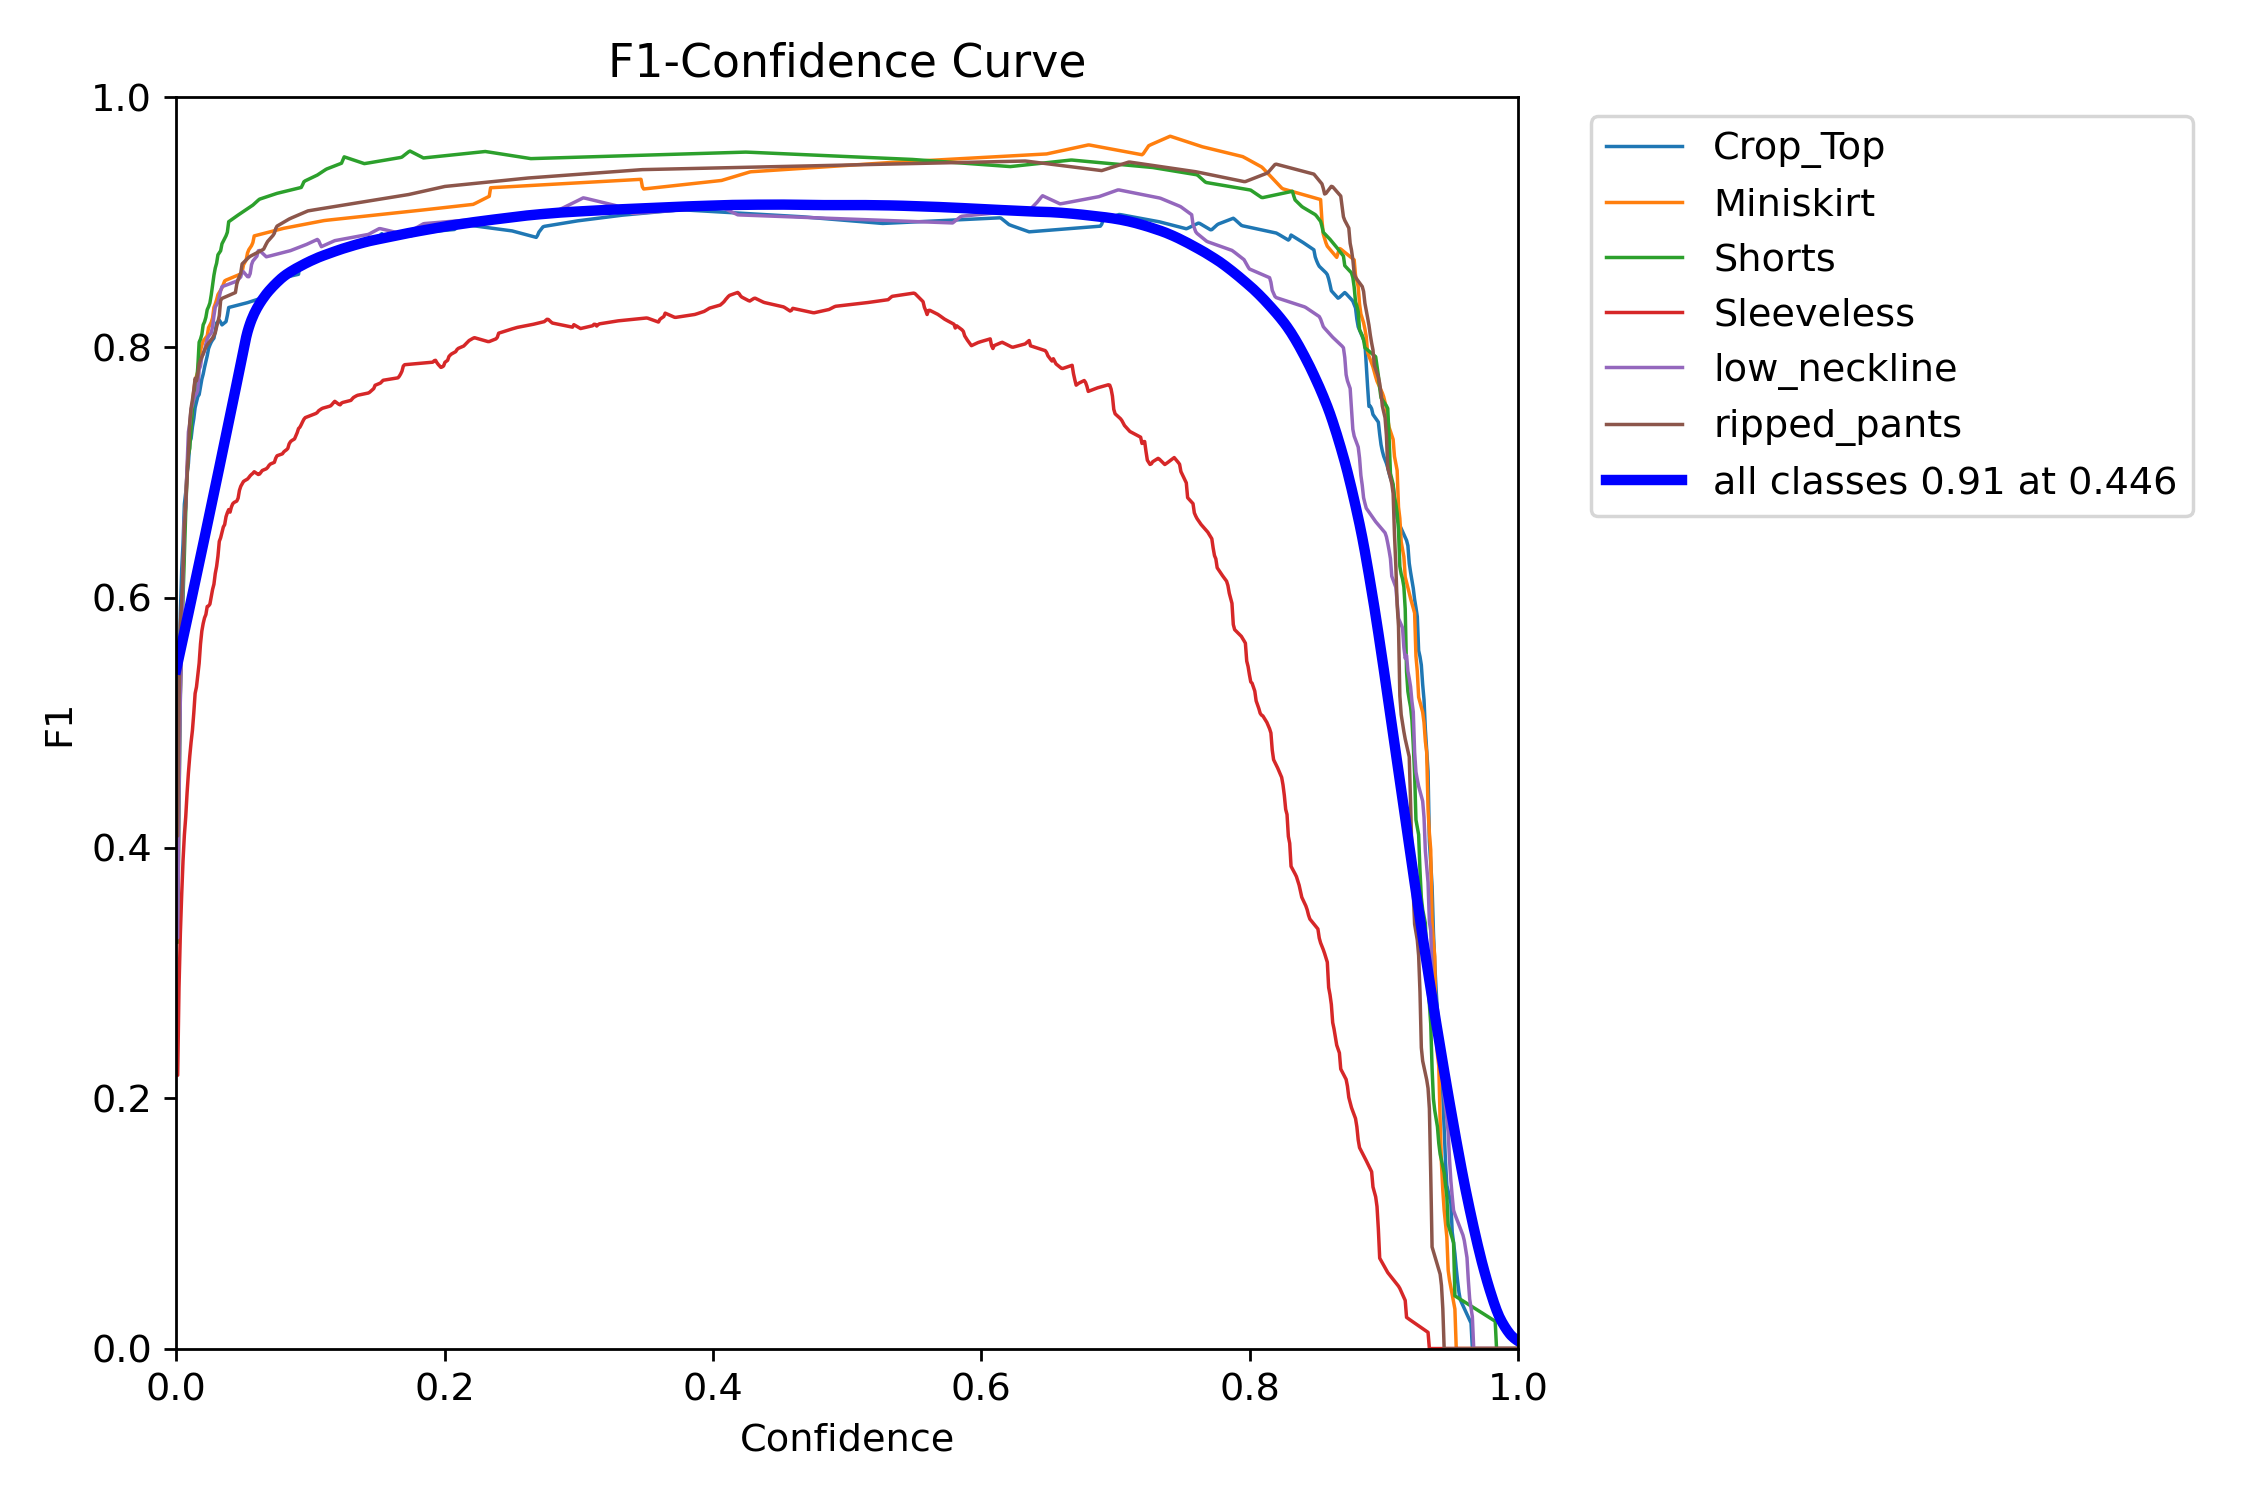 F1-Confidence Curve
1.0
0.8
0.6
0.4
0.2
0.0
F1
0.0 0.2 0.4 0.6 0.8 1.0
Confidence
Crop_Top
Miniskirt
Shorts
Sleeveless
low_neckline
ripped_pants
all classes 0.91 at 0.446